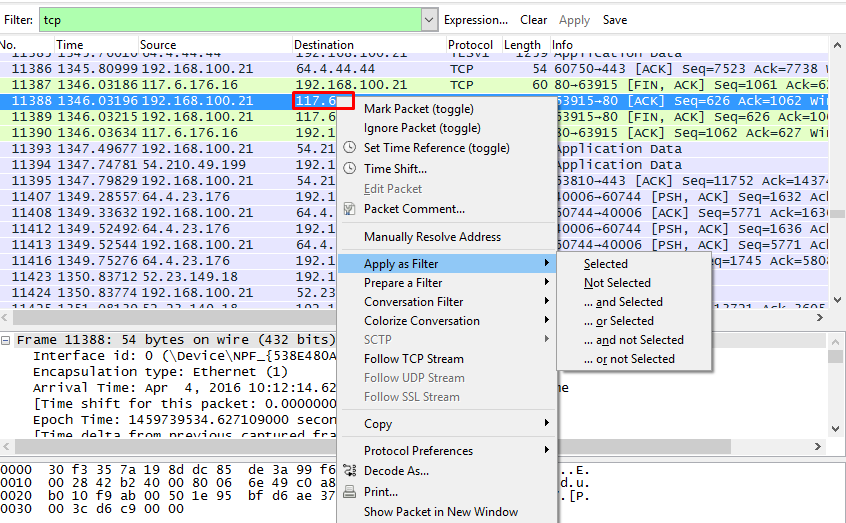 Filter: tcp Expression... Clear Apply Save
No. Time Source Destination Protocol Length Info
11386 1345.80999 192.168.100.21 64.4.44.44 TCP 54 60750→443 [ACK] Seq=7523 Ack=7738 W
11387 1346.03186 117.6.176.16 192.168.100.21 TCP 60 80→63915 [FIN, ACK] Seq=1061
11388 1346.03196 192.168.100.21 117.6 63915→80 [ACK] Seq=626 Ack=1062
11389 1346.03215 192.168.100.21 117.6 63915→80 [FIN, ACK] Seq=626
11390 1346.03634 117.6.176.16 192.1 80→63915 [ACK] Seq=1062 Ack=627
11393 1347.49677 192.168.100.21 54.21 Application Data
11394 1347.74781 54.210.49.199 192.1 Application Data
11395 1347.79829 192.168.100.21 54.21 63810→443 [ACK] Seq=11752 Ack=14374
11407 1349.28557 64.4.23.176 192.1 40006→60744 [PSH, ACK] Seq=1632
11408 1349.33632 192.168.100.21 64.4. 60744→40006 [ACK] Seq=5771
11412 1349.52492 64.4.23.176 192.1 40006→60744 [PSH, ACK] Seq=1636
11413 1349.52544 192.168.100.21 64.4. 60744→40006 [PSH, ACK] Seq=5771
11416 1349.75276 64.4.23.176 192.1 =1745 Ack=5808
11421 1350.83712 52.23.149.18 192.1
11424 1350.83774 192.168.100.21 52.23
Mark Packet (toggle)
Ignore Packet (toggle)
Set Time Reference (toggle)
Time Shift...
Edit Packet
Packet Comment...
Manually Resolve Address
Apply as Filter
Prepare a Filter
Conversation Filter
Colorize Conversation
SCTP
Follow TCP Stream
Follow UDP Stream
Follow SSL Stream
Copy
Protocol Preferences
Decode As...
Print...
Show Packet in New Window
Selected
Not Selected
... and Selected
... or Selected
... and not Selected
... or not Selected
Frame 11388: 54 bytes on wire (432 bits)
Interface id: 0 (\Device\NPF_{538E480A
Encapsulation type: Ethernet (1)
Arrival Time: Apr 4, 2016 10:12:14.62 me
[Time shift for this packet: 0.0000000
Epoch Time: 1459739534.627109000 secon
[Time delta from previous captured fra
0000 30 f3 35 7a 19 8d dc 85 de 3a 99 f6 ..E.
0010 00 28 42 b2 40 00 80 06 6e 49 c0 a8 d.u.
0020 b0 10 f9 ab 00 50 1e 95 bf d6 ae 37 .[P.
0030 00 3c d6 c9 00 00